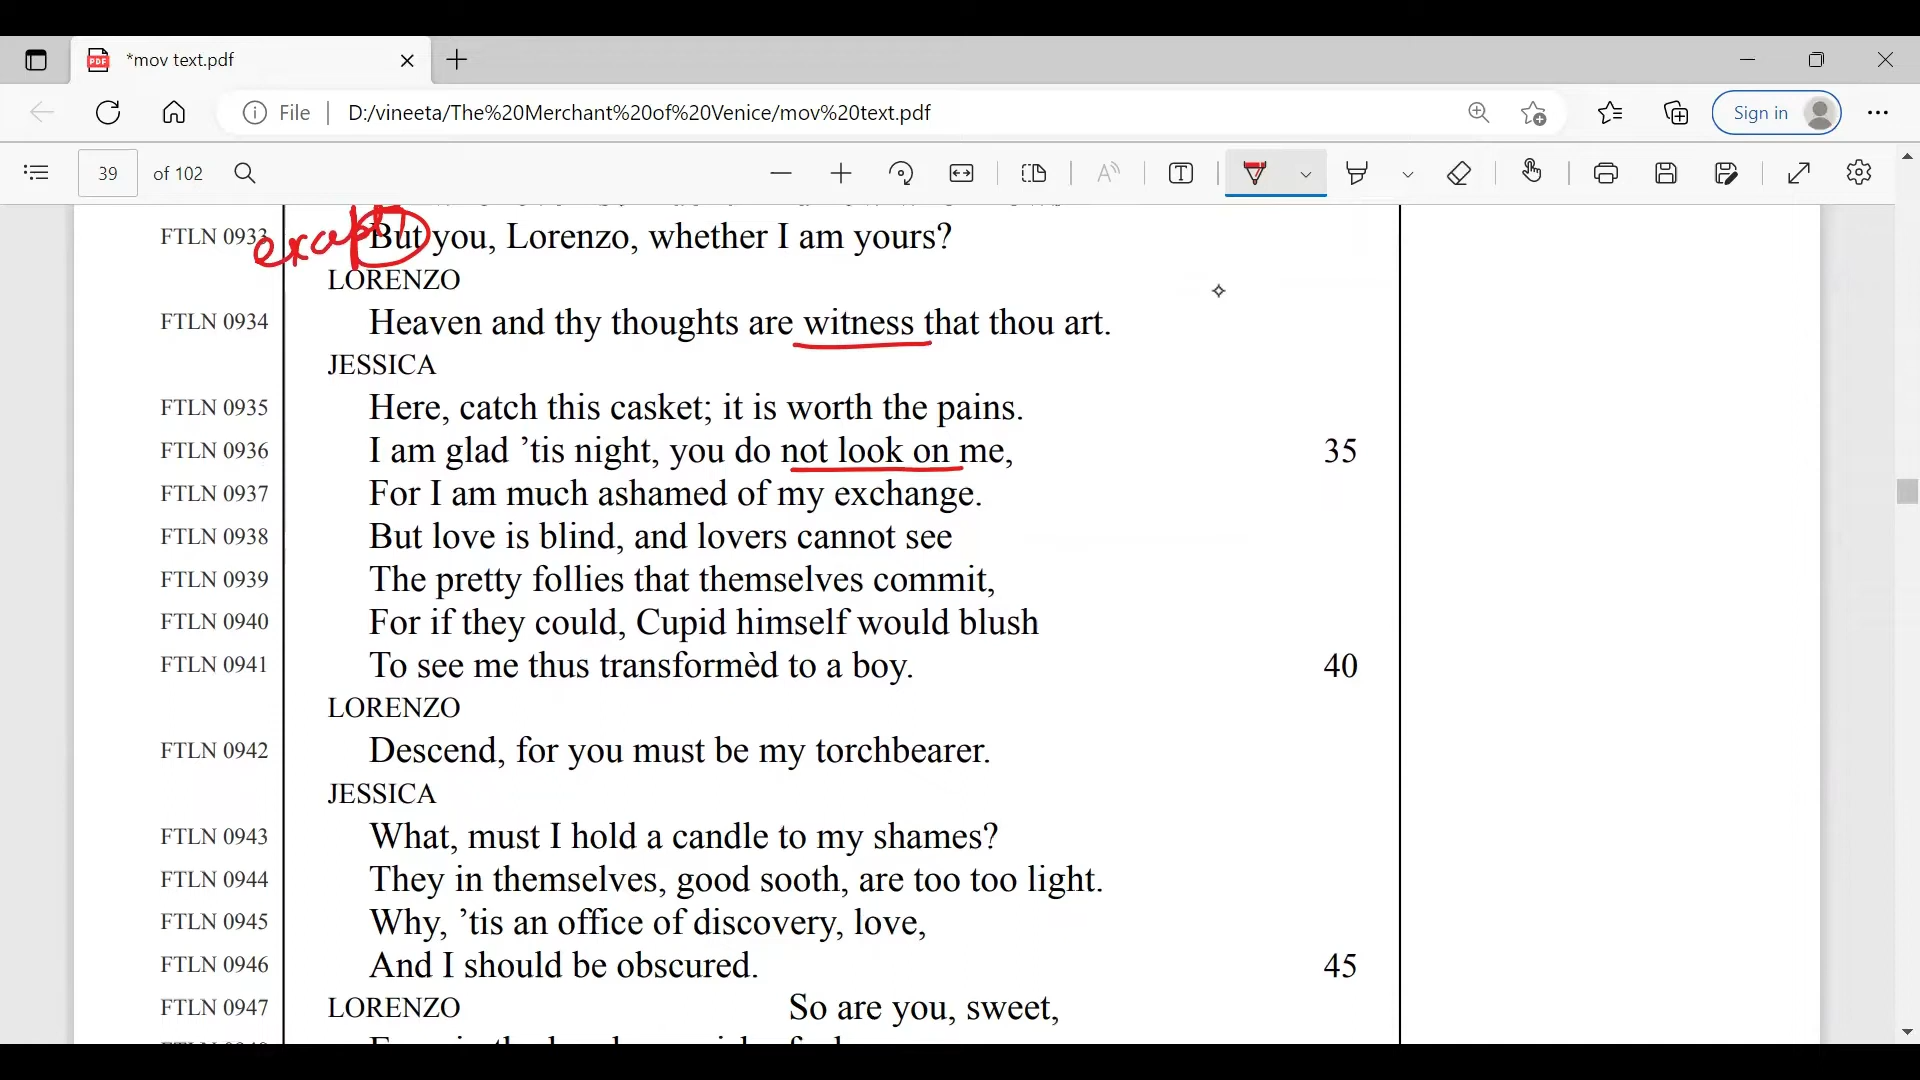 *mov text.pdf
File D:/vineeta/The%20Merchant%20of%20Venice/mov%20text.pdf
Sign in
39 of 102
FTLN 0933 But you, Lorenzo, whether I am yours?
LORENZO
FTLN 0934 Heaven and thy thoughts are witness that thou art.
JESSICA
FTLN 0935 Here, catch this casket; it is worth the pains.
FTLN 0936 I am glad ’tis night, you do not look on me, 35
FTLN 0937 For I am much ashamed of my exchange.
FTLN 0938 But love is blind, and lovers cannot see
FTLN 0939 The pretty follies that themselves commit,
FTLN 0940 For if they could, Cupid himself would blush
FTLN 0941 To see me thus transformèd to a boy. 40
LORENZO
FTLN 0942 Descend, for you must be my torchbearer.
JESSICA
FTLN 0943 What, must I hold a candle to my shames?
FTLN 0944 They in themselves, good sooth, are too too light.
FTLN 0945 Why, ’tis an office of discovery, love,
FTLN 0946 And I should be obscured. 45
FTLN 0947 LORENZO So are you, sweet,